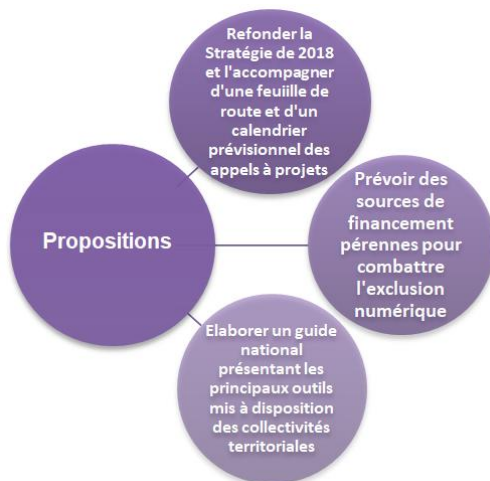 Refonder la
Stratégie de 2018
et l'accompagner
d'une feuiille de
route et d'un
calendrier
prévisionnel des
appels à projets
Propositions
Prévoir des
sources de
financement
pérennes pour
combattre
l'exclusion
numérique
Elaborer un guide
national
présentant les
principaux outils
mis à disposition
des collectivités
territoriales